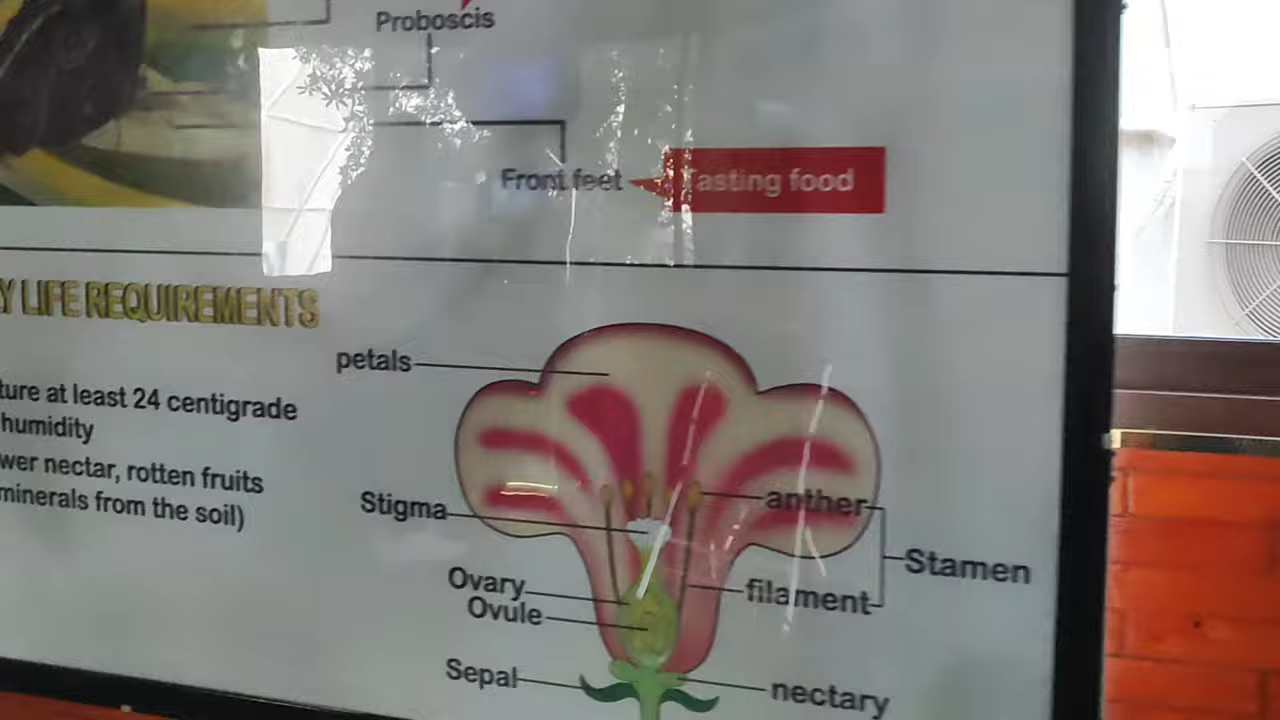 Proboscis
Front feet
Tasting food
Y LIFE REQUIREMENTS
ture at least 24 centigrade
humidity
wer nectar, rotten fruits
minerals from the soil)
petals
Stigma
anther
Stamen
Ovary
filament
Ovule
Sepal
nectary